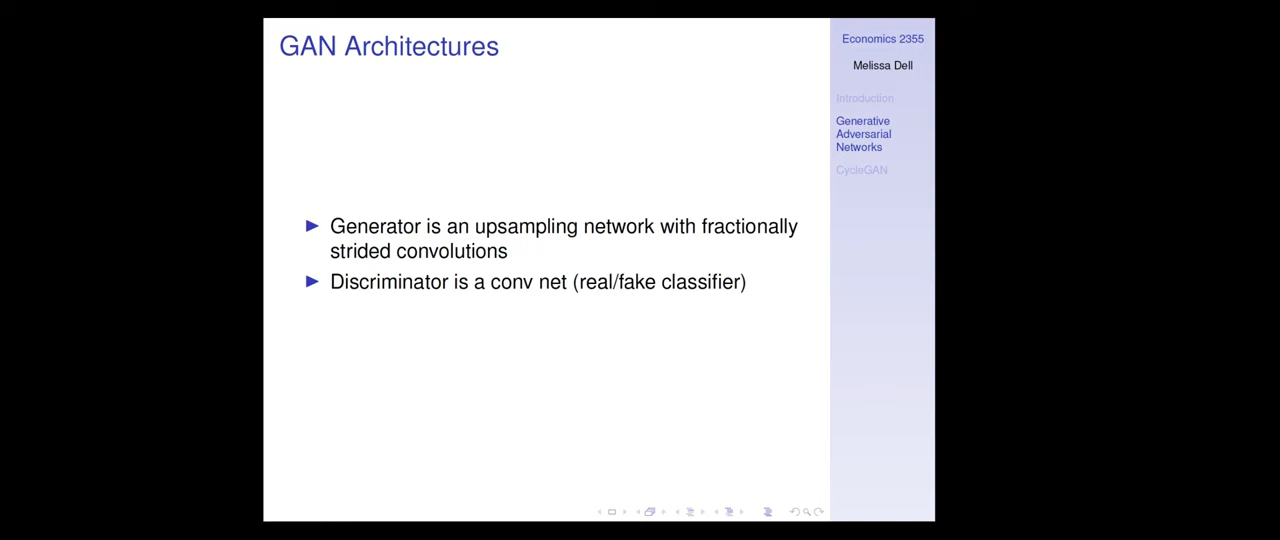 GAN Architectures
Generator is an upsampling network with fractionally
strided convolutions
Discriminator is a conv net (real/fake classifier)
Economics 2355
Melissa Dell
Introduction
Generative
Adversarial
Networks
CycleGAN